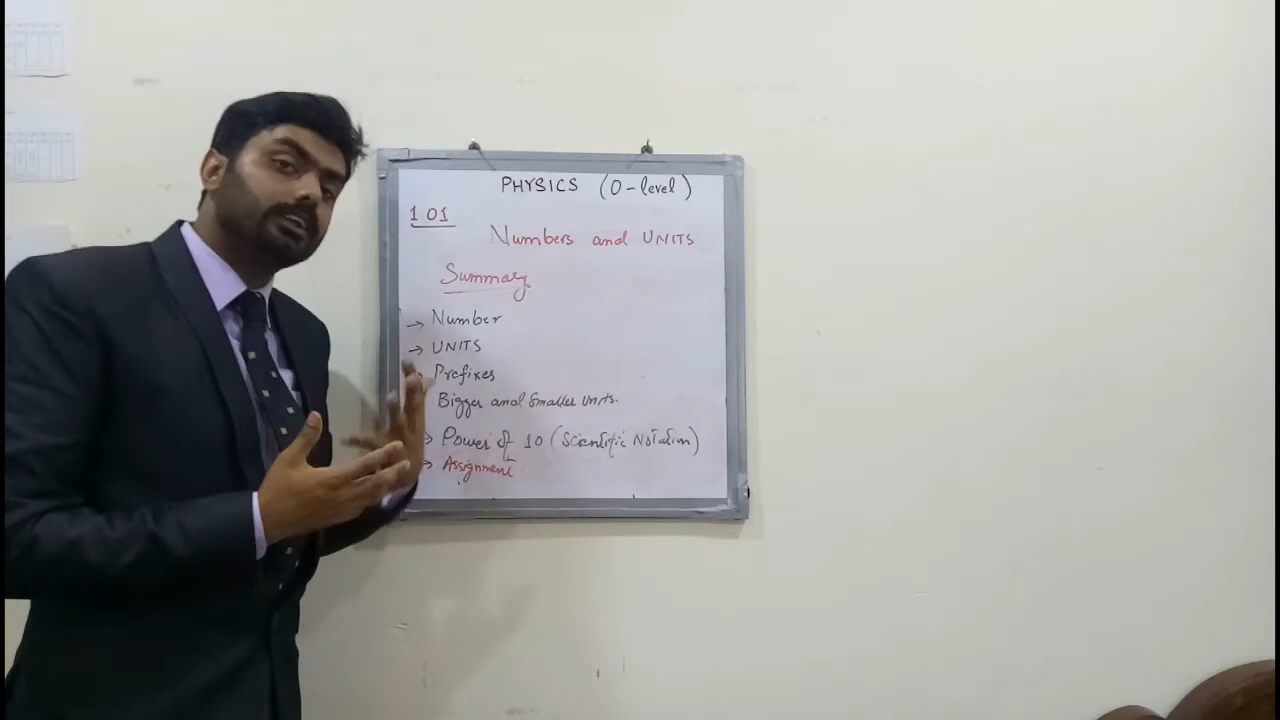 PHYSICS (O-level)
1.01
Numbers and UNITS
Summary
→ Number
→ UNITS
→ Prefixes
Bigger and Smaller Units.
→ Power of 10 (Scientific Notation)
→ Assignment